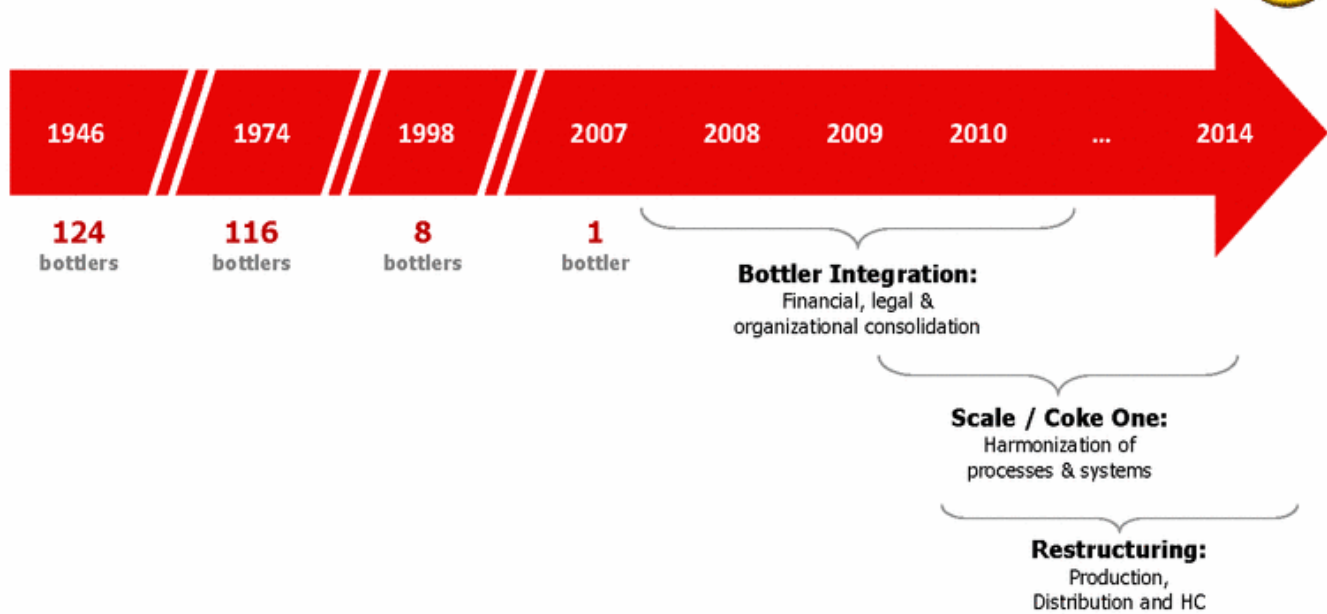 1946 1974 1998 2007 2008 2009 2010 ... 2014
124 116 8 1
bottlers bottlers bottlers bottler
Bottler Integration:
Financial, legal &
organizational consolidation
Scale / Coke One:
Harmonization of
processes & systems
Restructuring:
Production,
Distribution and HC